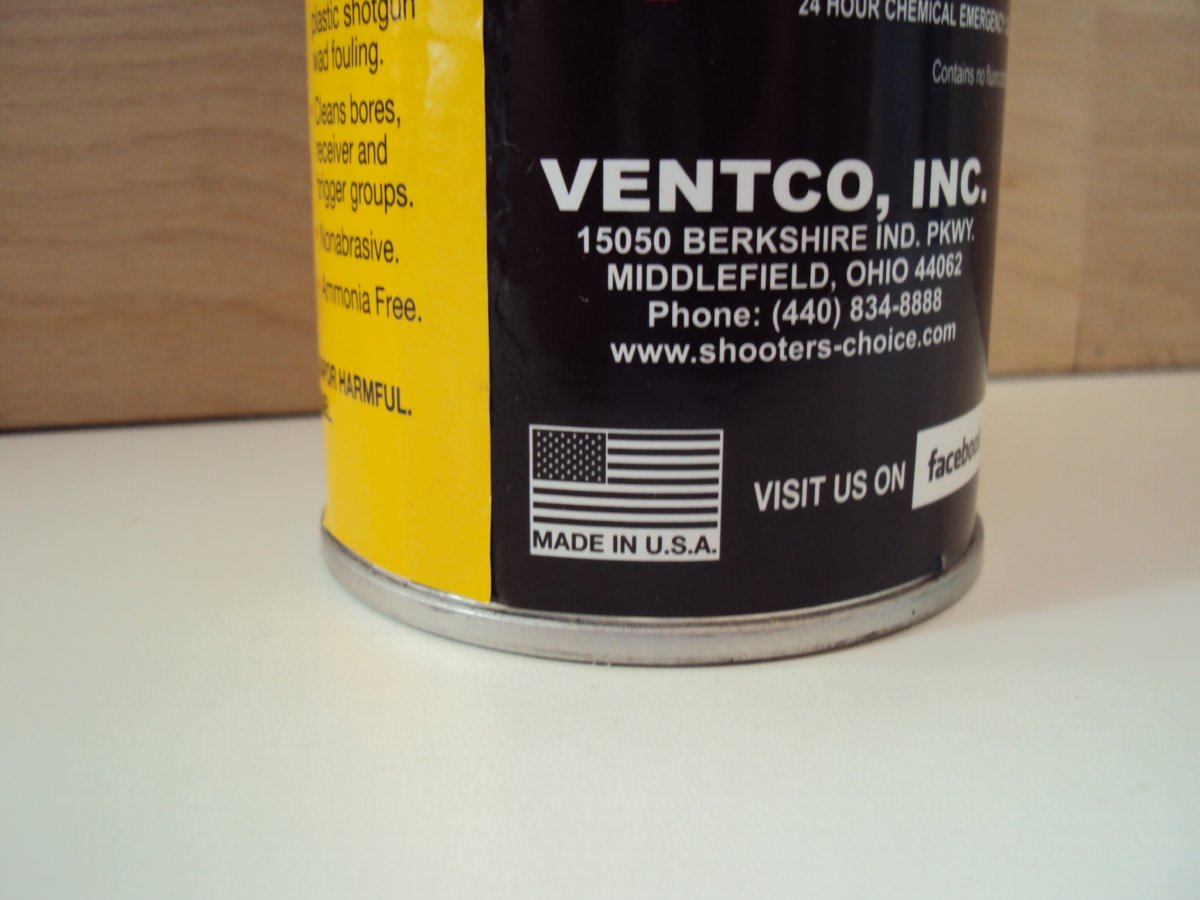 plastic shotgun
wad fouling.
Cleans bores,
receiver and
trigger groups.
Nonabrasive.
Ammonia Free.
HARMFUL.
24 HOUR CHEMICAL EMERGENCY
Contains no
VENTCO, INC.
15050 BERKSHIRE IND. PKWY.
MIDDLEFIELD, OHIO 44062
Phone: (440) 834-8888
www.shooters-choice.com
MADE IN U.S.A.
VISIT US ON facebook